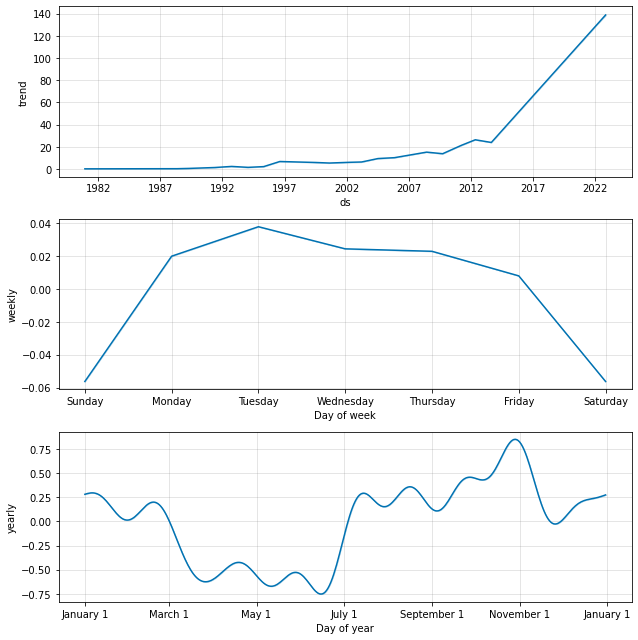 140
120
100
80
60
40
20
0
trend
1982 1987 1992 1997 2002 2007 2012 2017 2022
ds
0.04
0.02
0.00
−0.02
−0.04
−0.06
weekly
Sunday Monday Tuesday Wednesday Thursday Friday Saturday
Day of week
0.75
0.50
0.25
0.00
−0.25
−0.50
−0.75
yearly
January 1 March 1 May 1 July 1 September 1 November 1 January 1
Day of year